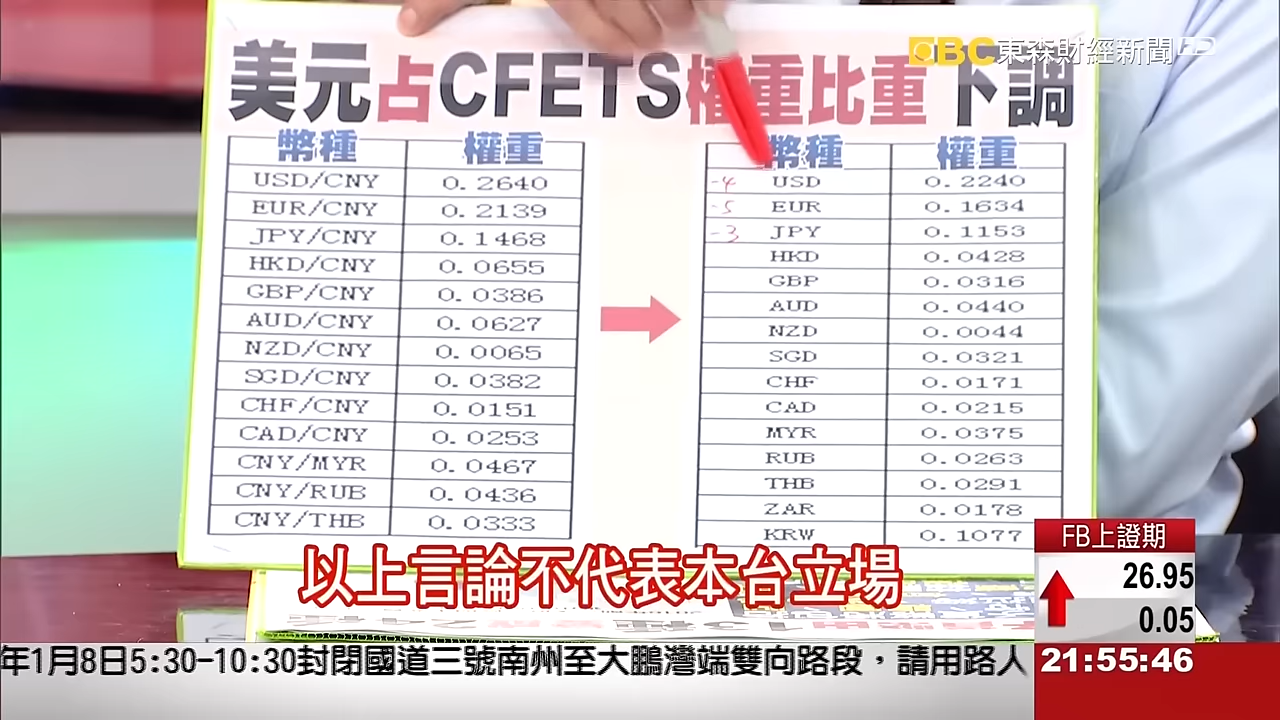 EBC 東森財經新聞 HD
美元占CFETS權重比重下調
幣種 權重
USD/CNY 0.2640
EUR/CNY 0.2139
JPY/CNY 0.1468
HKD/CNY 0.0655
GBP/CNY 0.0386
AUD/CNY 0.0627
NZD/CNY 0.0065
SGD/CNY 0.0382
CHF/CNY 0.0151
CAD/CNY 0.0253
CNY/MYR 0.0467
CNY/RUB 0.0436
CNY/THB 0.0333
幣種 權重
-4 USD 0.2240
-5 EUR 0.1634
-3 JPY 0.1153
HKD 0.0428
GBP 0.0316
AUD 0.0440
NZD 0.0044
SGD 0.0321
CHF 0.0171
CAD 0.0215
MYR 0.0375
RUB 0.0263
THB 0.0291
ZAR 0.0178
KRW 0.1077
以上言論不代表本台立場
FB上證期
26.95
0.05
年1月8日5:30-10:30封閉國道三號南州至大鵬灣端雙向路段，請用路人
21:55:46